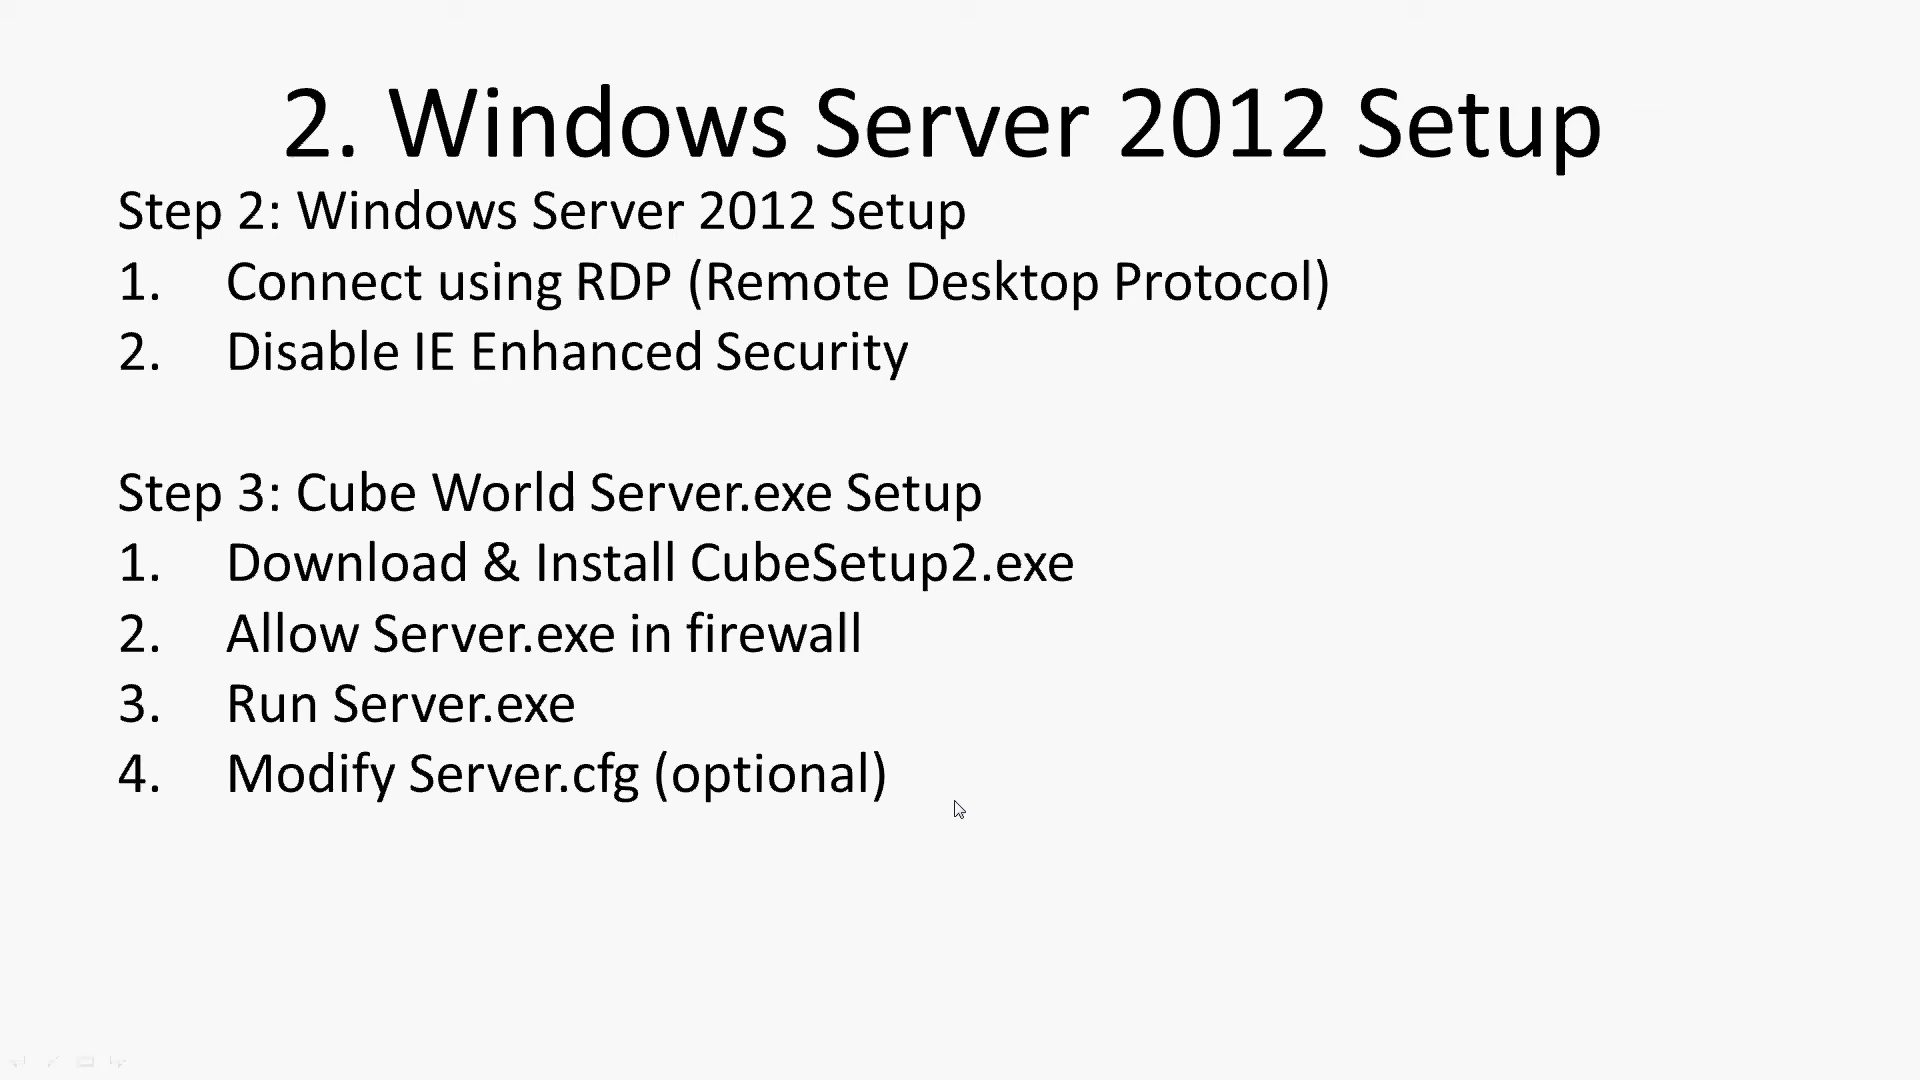 2. Windows Server 2012 Setup
Step 2: Windows Server 2012 Setup
1. Connect using RDP (Remote Desktop Protocol)
2. Disable IE Enhanced Security
Step 3: Cube World Server.exe Setup
1. Download & Install CubeSetup2.exe
2. Allow Server.exe in firewall
3. Run Server.exe
4. Modify Server.cfg (optional)